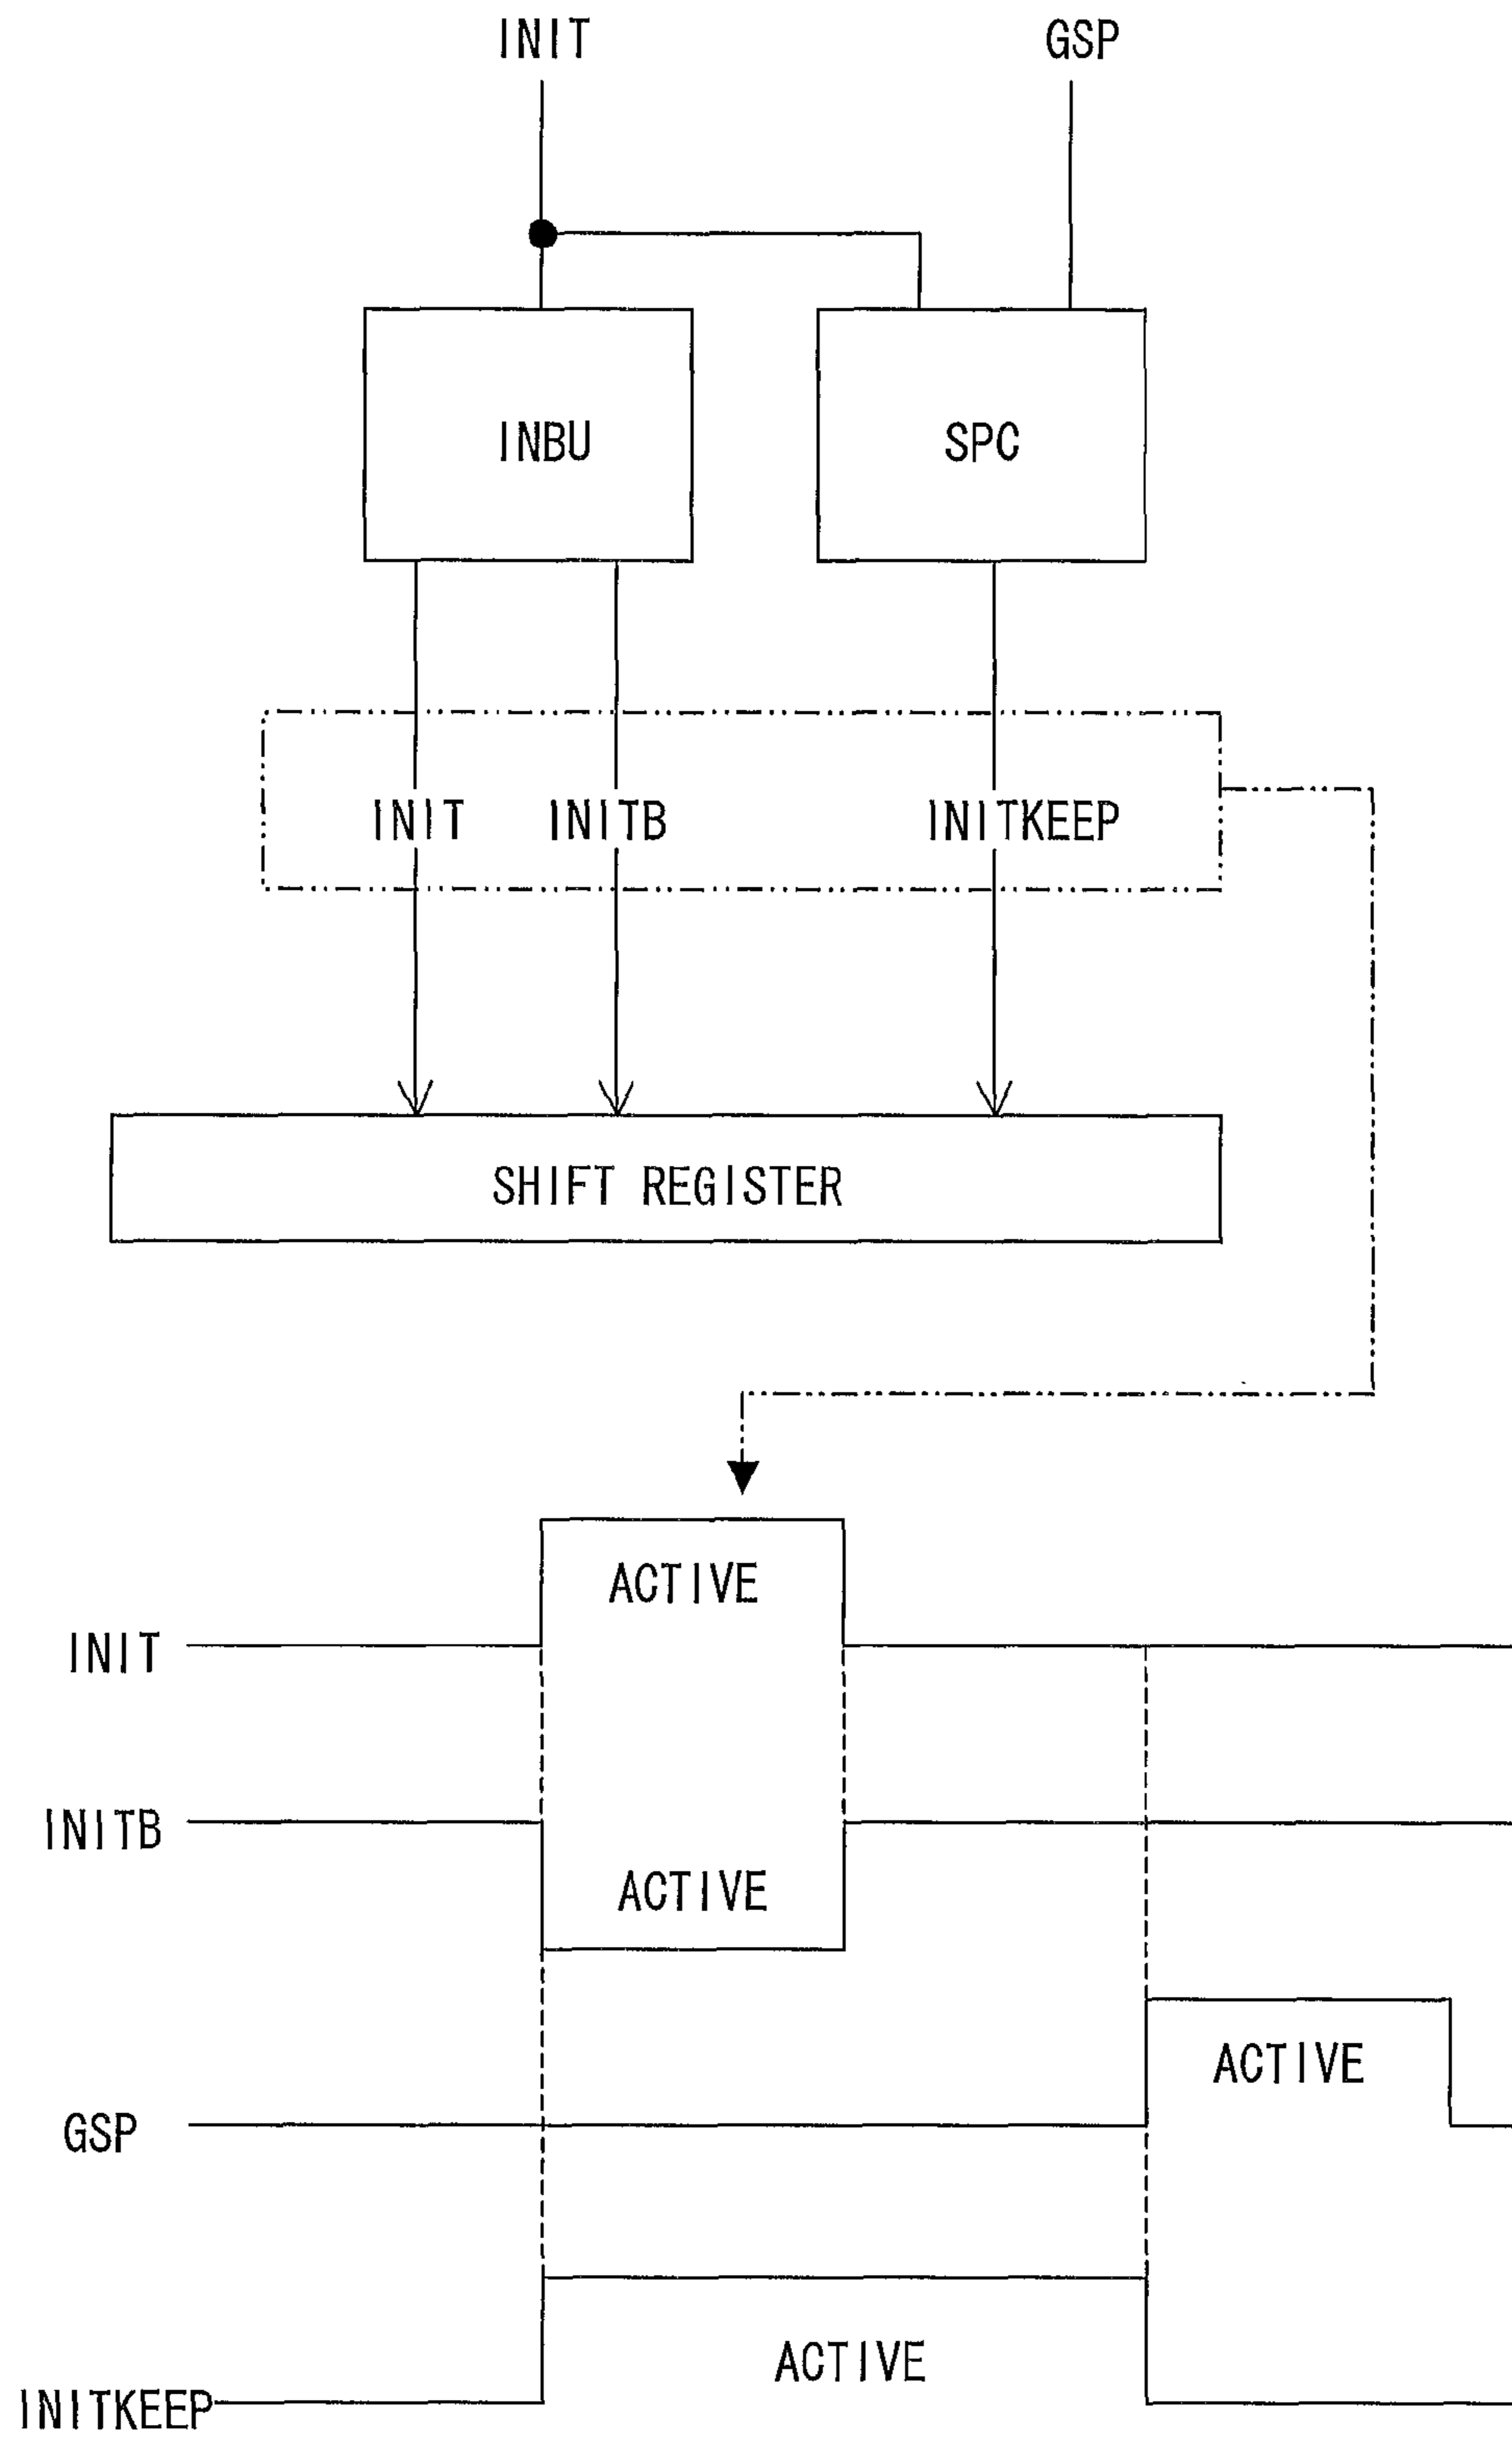 INIT GSP
INBU SPC
INIT INITB INITKEEP
SHIFT REGISTER
ACTIVE
INIT
INITB
ACTIVE
ACTIVE
GSP
ACTIVE
INITKEEP